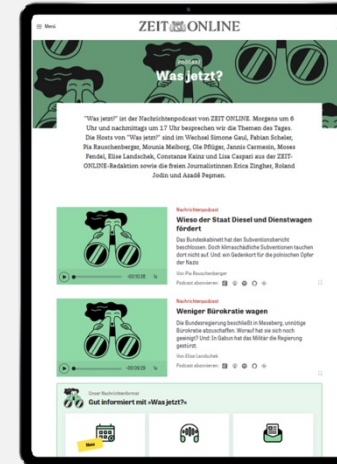 Menü
ZEIT ONLINE
podcast
Was jetzt?
"Was jetzt?" ist der Nachrichtenpodcast von ZEIT ONLINE. Morgens um 6
Uhr und nachmittags um 17 Uhr besprechen wir die Themen des Tages.
Die Hosts von "Was jetzt?" sind im Wechsel Simone Gaul, Fabian Scheler,
Pia Rauschenberger, Mounia Meiborg, Ole Pflüger, Jannis Carmesin, Moses
Fendel, Elise Landschek, Constanze Kainz und Lisa Caspari aus der ZEIT-
ONLINE-Redaktion sowie die freien Journalistinnen Erica Zingher, Roland
Jodin und Azadê Peşmen.
Nachrichtenpodcast
Wieso der Staat Diesel und Dienstwagen
fördert
Das Bundeskabinett hat den Subventionsbericht
beschlossen. Doch klimaschädliche Subventionen tauchen
dort nicht auf. Und: ein Gedenkort für die polnischen Opfer
der Nazis
Von Pia Rauschenberger
Podcast abonnieren
1x
Nachrichtenpodcast
Weniger Bürokratie wagen
Die Bundesregierung beschließt in Meseberg, unnötige
Bürokratie abzuschaffen. Worauf hat sie sich noch
geeinigt? Und: In Gabun hat das Militär die Regierung
gestürzt.
Von Elise Landschek
Podcast abonnieren
1x
Unser Nachrichtenformat
Gut informiert mit »Was jetzt?«
Neu